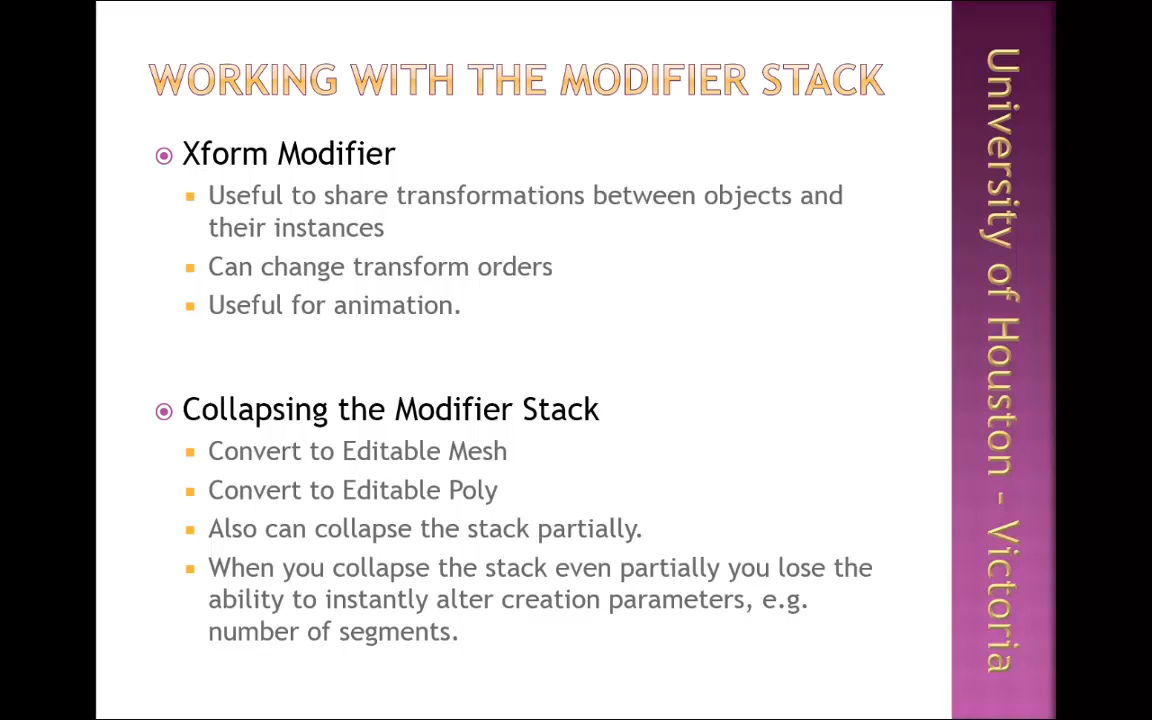 WORKING WITH THE MODIFIER STACK
Xform Modifier
Useful to share transformations between objects and
their instances
Can change transform orders
Useful for animation.
Collapsing the Modifier Stack
Convert to Editable Mesh
Convert to Editable Poly
Also can collapse the stack partially.
When you collapse the stack even partially you lose the
ability to instantly alter creation parameters, e.g.
number of segments.
University of Houston - Victoria